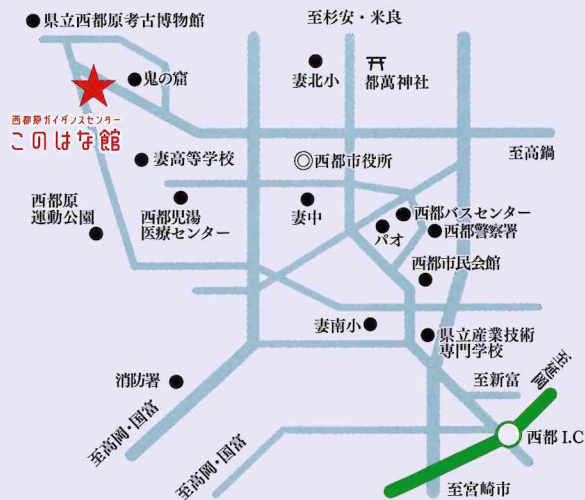 県立西都原考古博物館
至杉安・米良
鬼の窟
妻北小
都萬神社
西都原ガイダンスセンター
このはな館
妻高等学校
西都市役所
至高鍋
西都原
運動公園
西都児湯
医療センター
妻中
西都バスセンター
パオ
西都警察署
西都市民会館
妻南小
県立産業技術
専門学校
消防署
至新富
至延岡
至高岡・国富
西都 I.C
至高岡・国富
至宮崎市